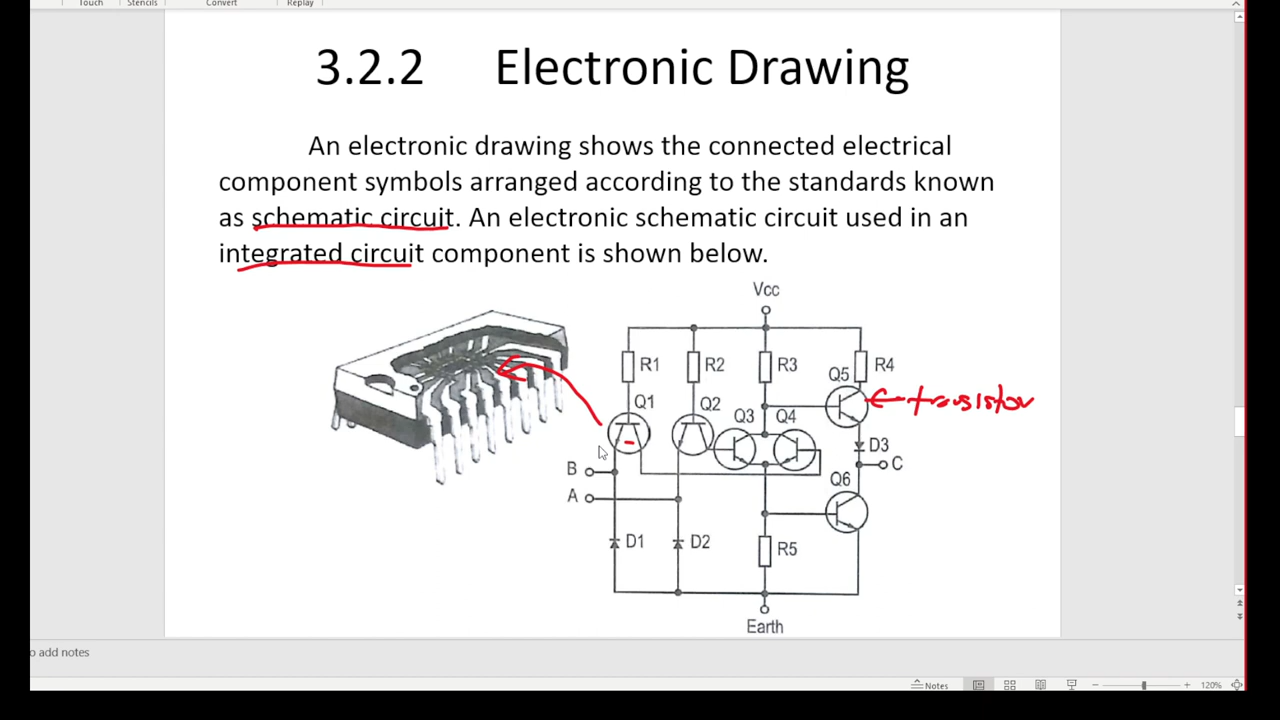 Touch Stencils Convert Replay
3.2.2 Electronic Drawing
An electronic drawing shows the connected electrical
component symbols arranged according to the standards known
as schematic circuit. An electronic schematic circuit used in an
integrated circuit component is shown below.
Vcc
R1 R2 R3 Q5 R4
Q1 Q2 Q3 Q4
transistor
D3
B C
A Q6
D1 D2 R5
Earth
o add notes
Notes 120%